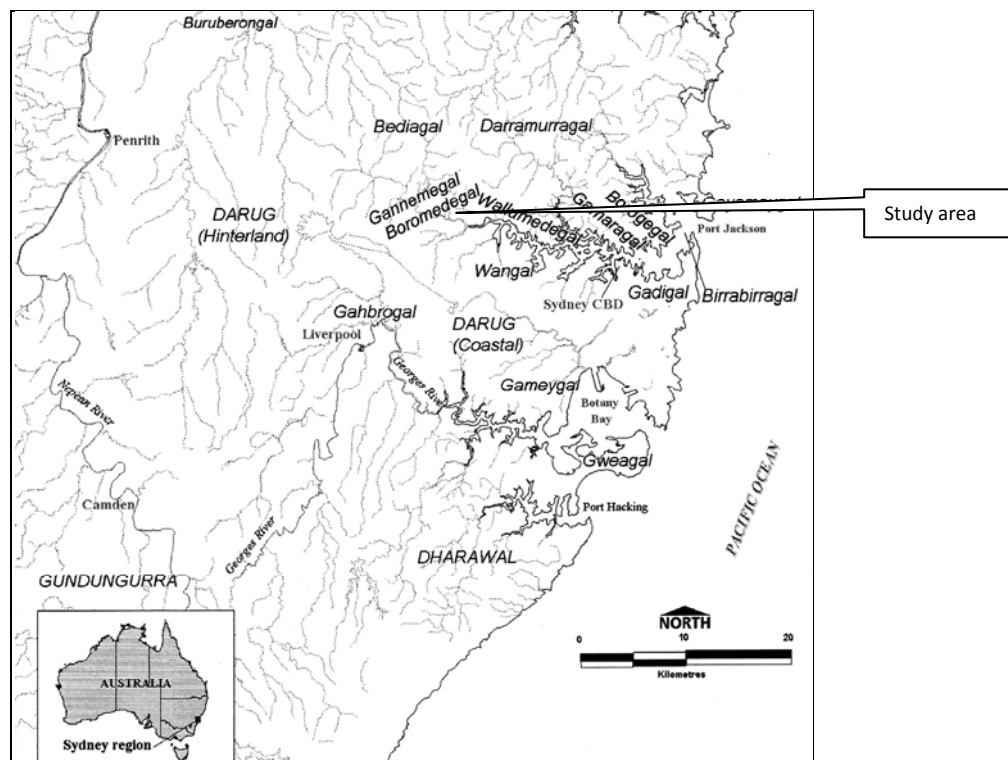 Buruberongal
Penrith
Bediagal
Darramurragal
Gannemegal
Boromedegal
Wallumedegal
Gamaragal
Borogegal
Port Jackson
Study area
DARUG
(Hinterland)
Wangal
Sydney CBD
Gadigal
Birrabirragal
Gahbrogal
Liverpool
DARUG
(Coastal)
Georges River
Gameygal
Botany
Bay
Nepean River
Gweagal
Camden
Port Hacking
PACIFIC OCEAN
Georges River
DHARAWAL
GUNDUNGURRA
NORTH
0 10 20
Kilometres
AUSTRALIA
Sydney region